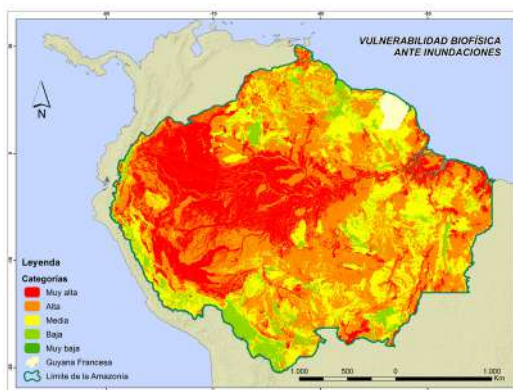 VULNERABILIDAD BIOFÍSICA
ANTE INUNDACIONES
N
Leyenda
Categorías
Muy alta
Alta
Media
Baja
Muy baja
Guyana Francesa
Límite de la Amazonía
1.000 500 0 1.000
Km